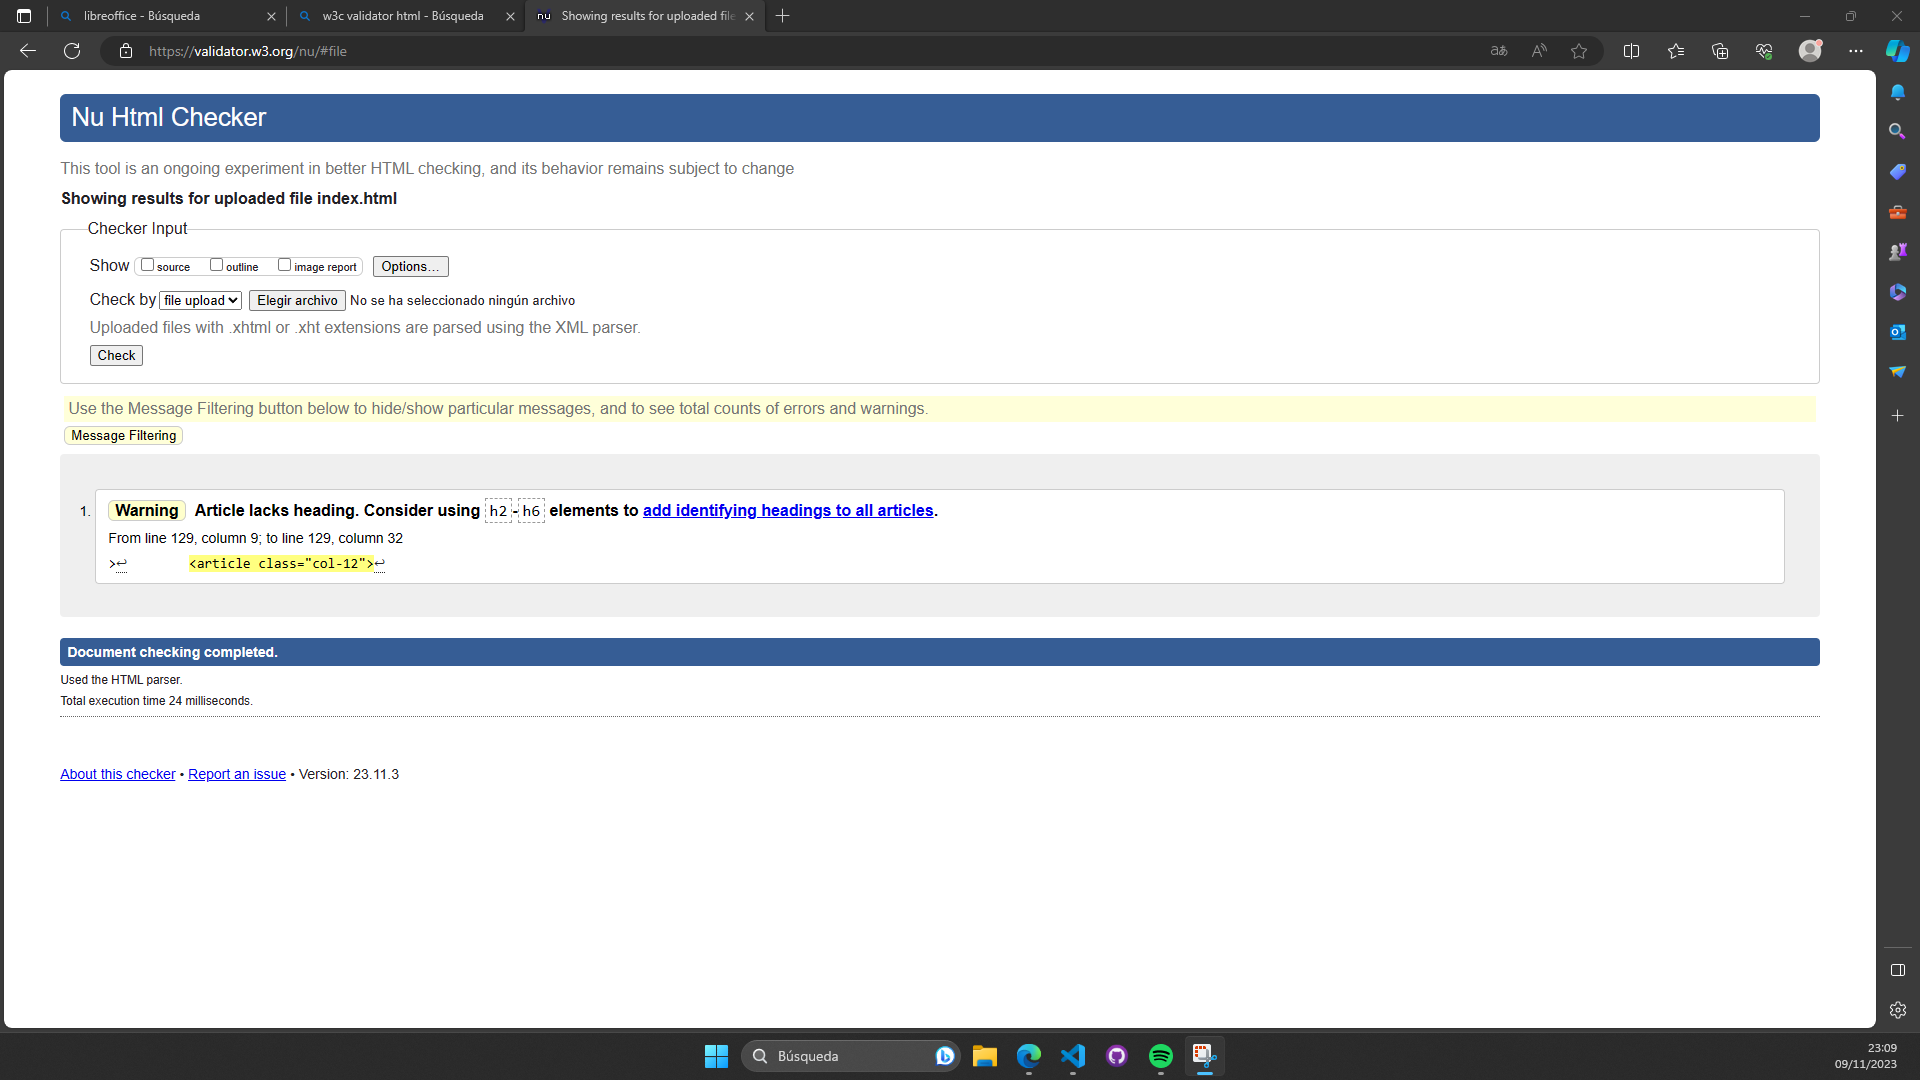 libreoffice - Búsqueda
w3c validator html - Búsqueda
nu Showing results for uploaded file
https://validator.w3.org/nu/#file
Nu Html Checker
This tool is an ongoing experiment in better HTML checking, and its behavior remains subject to change
Showing results for uploaded file index.html
Checker Input
Show source outline image report Options...
Check by file upload Elegir archivo No se ha seleccionado ningún archivo
Uploaded files with .xhtml or .xht extensions are parsed using the XML parser.
Check
Use the Message Filtering button below to hide/show particular messages, and to see total counts of errors and warnings.
Message Filtering
1. Warning Article lacks heading. Consider using h2-h6 elements to add identifying headings to all articles.
From line 129, column 9; to line 129, column 32
>↩ <article class="col-12">↩
Document checking completed.
Used the HTML parser.
Total execution time 24 milliseconds.
About this checker • Report an issue • Version: 23.11.3
Búsqueda
23:09
09/11/2023